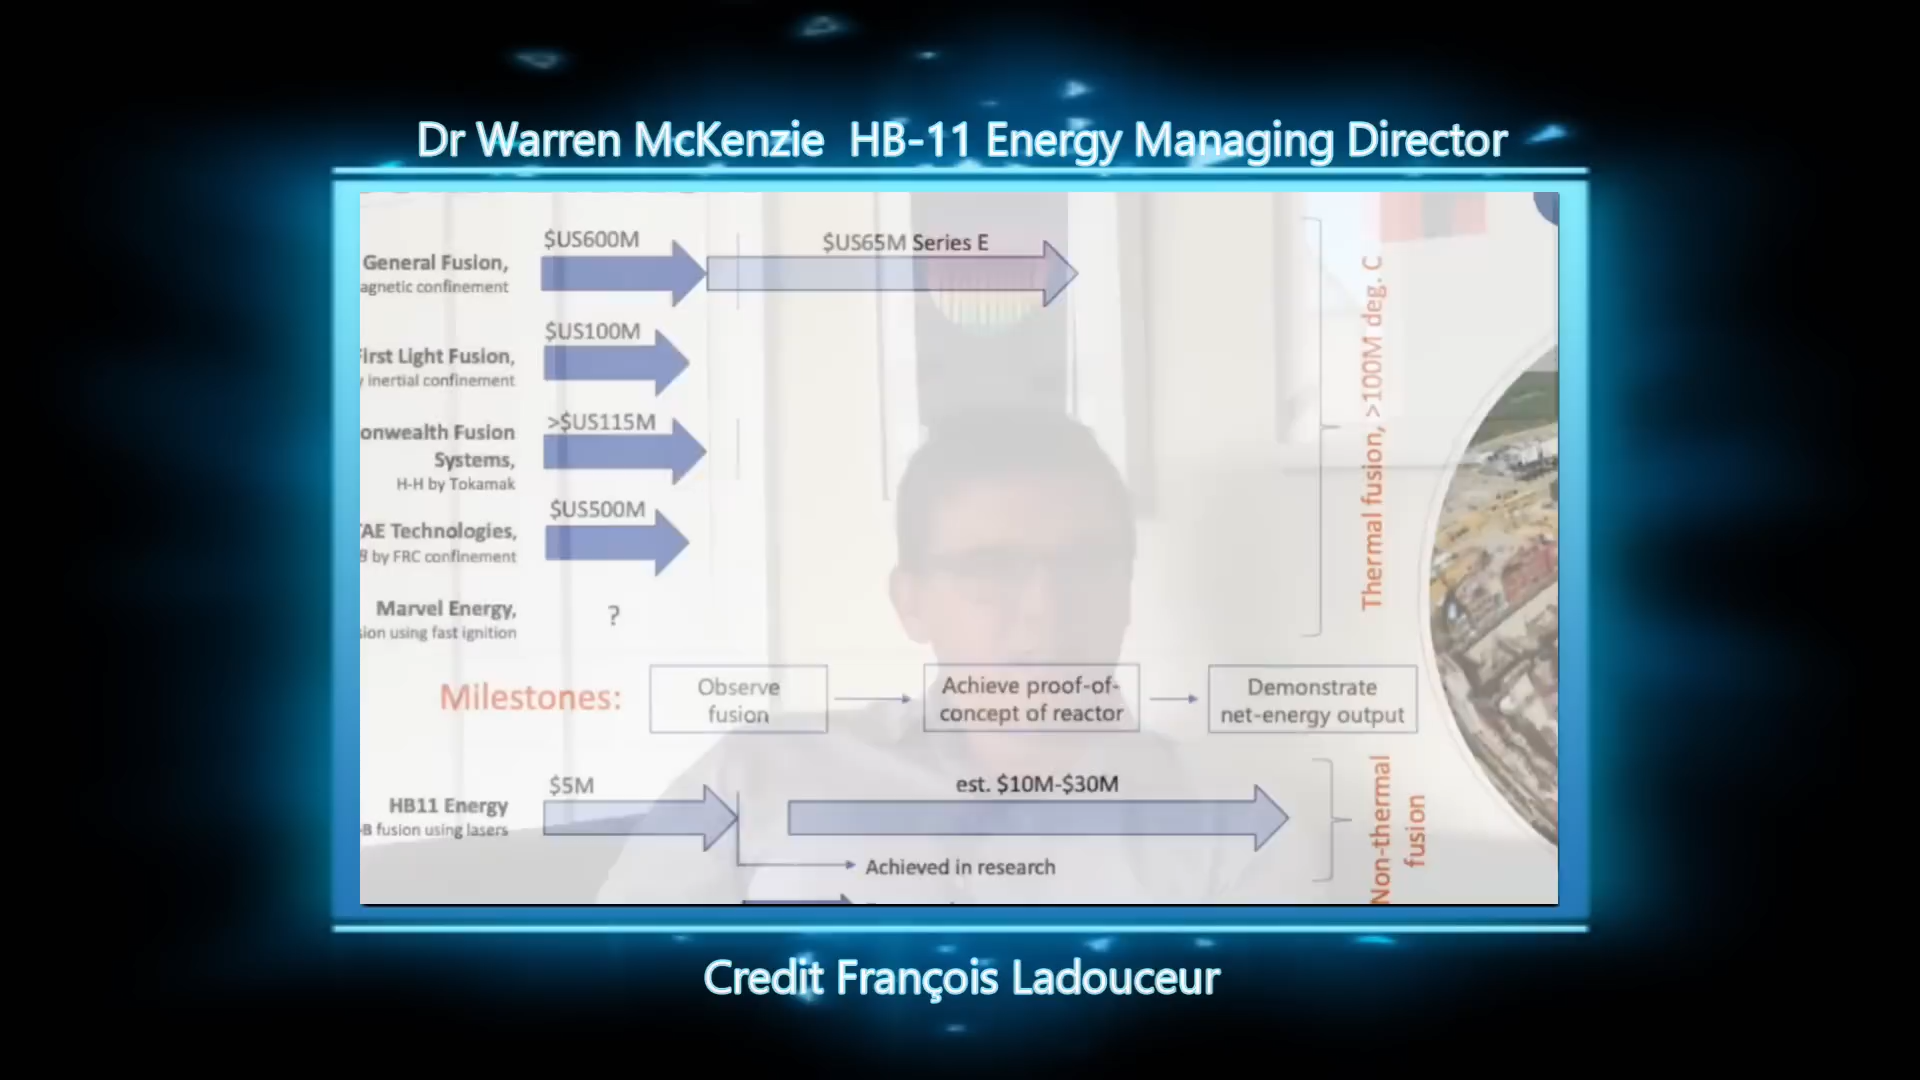 Dr Warren McKenzie HB-11 Energy Managing Director
$US600M
$US65M Series E
General Fusion,
agnetic confinement
$US100M
First Light Fusion,
inertial confinement
>$US115M
onwealth Fusion
Systems,
H-H by Tokamak
$US500M
AE Technologies,
B by FRC confinement
Marvel Energy,
?
ion using fast ignition
Thermal fusion, >100M deg. C
Milestones:
Observe
fusion
Achieve proof-of-
concept of reactor
Demonstrate
net-energy output
$5M
est. $10M-$30M
HB11 Energy
-B fusion using lasers
Achieved in research
Non-thermal
fusion
Credit François Ladouceur